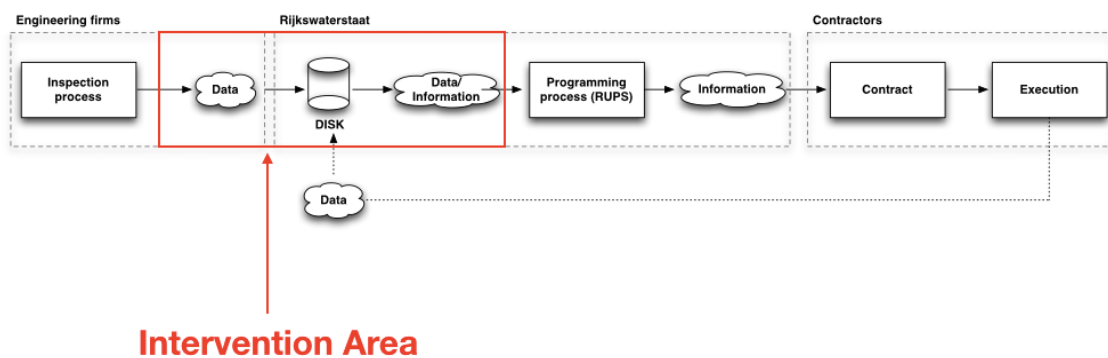 Engineering firms
Rijkswaterstaat
Contractors
Inspection
process
Data
DISK
Data/
Information
Programming
process (RUPS)
Information
Contract
Execution
Data
Intervention Area